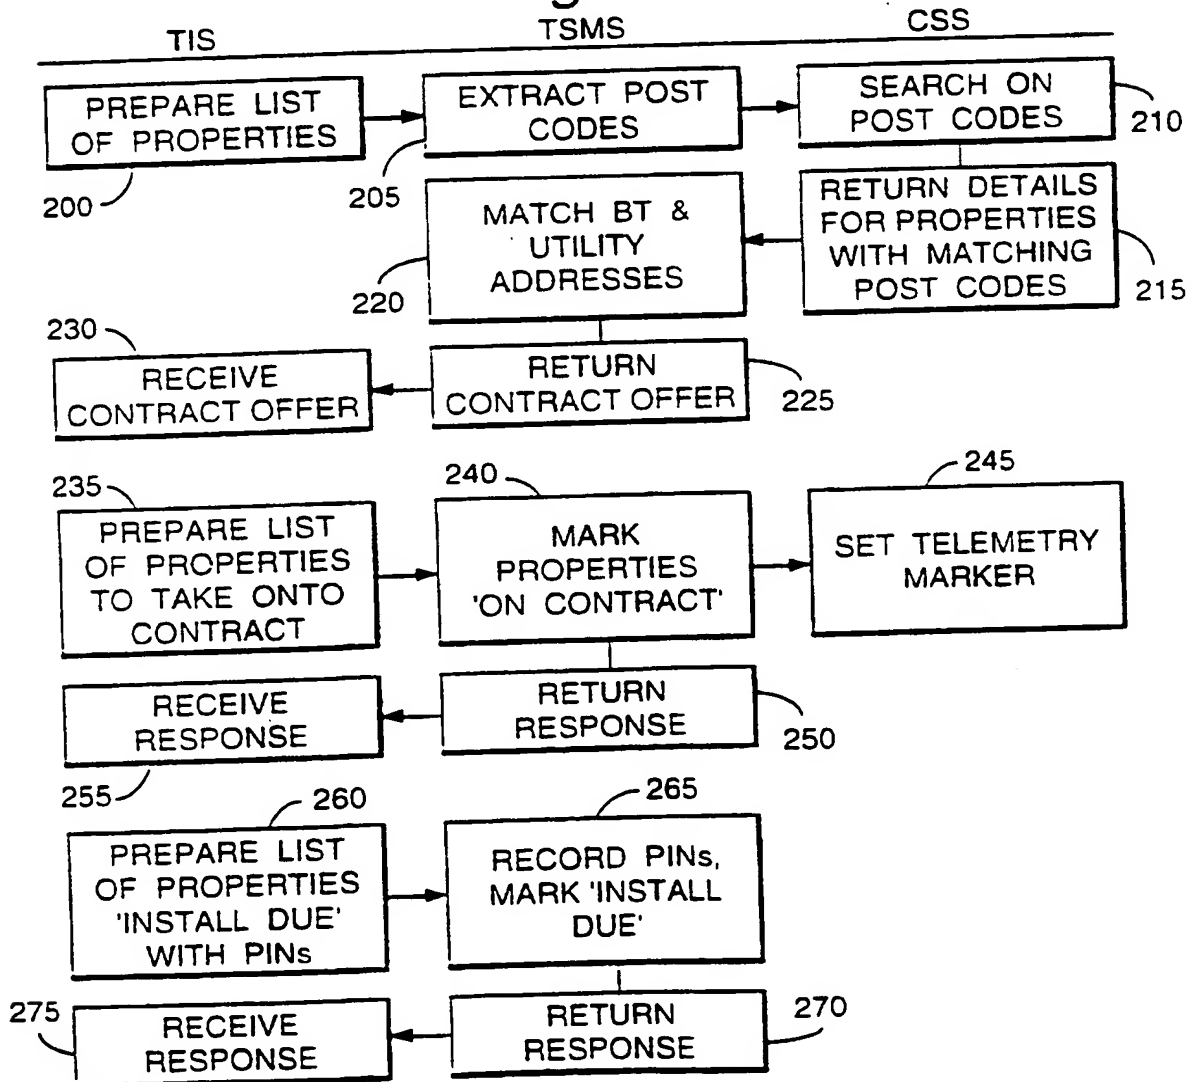 TIS
TSMS
CSS
PREPARE LIST
OF PROPERTIES
200
EXTRACT POST
CODES
205
SEARCH ON
POST CODES
210
RETURN DETAILS
FOR PROPERTIES
WITH MATCHING
POST CODES
215
MATCH BT &
UTILITY
ADDRESSES
220
RETURN
CONTRACT OFFER
225
230
RECEIVE
CONTRACT OFFER
235
PREPARE LIST
OF PROPERTIES
TO TAKE ONTO
CONTRACT
240
MARK
PROPERTIES
'ON CONTRACT'
245
SET TELEMETRY
MARKER
RETURN
RESPONSE
250
RECEIVE
RESPONSE
255
260
PREPARE LIST
OF PROPERTIES
'INSTALL DUE'
WITH PINs
265
RECORD PINs,
MARK 'INSTALL
DUE'
RETURN
RESPONSE
270
275
RECEIVE
RESPONSE